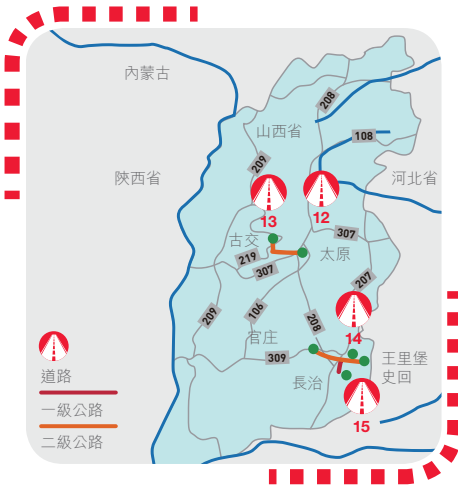 內蒙古
208
山西省
108
209
陝西省
河北省
13
12
古交
307
太原
219
307
207
209
106
208
14
官庄
309
王里堡
史回
長治
15
道路
一級公路
二級公路